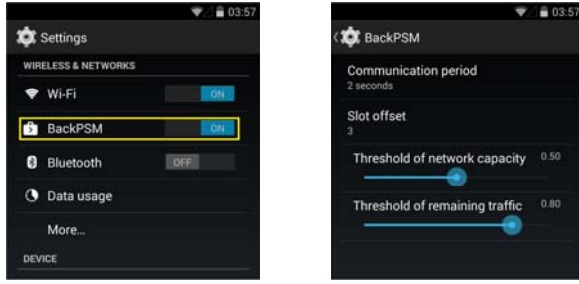 03:57
Settings
WIRELESS & NETWORKS
Wi-Fi ON
BackPSM ON
Bluetooth OFF
Data usage
More...
DEVICE
03:57
BackPSM
Communication period
2 seconds
Slot offset
3
Threshold of network capacity 0.50
Threshold of remaining traffic 0.80